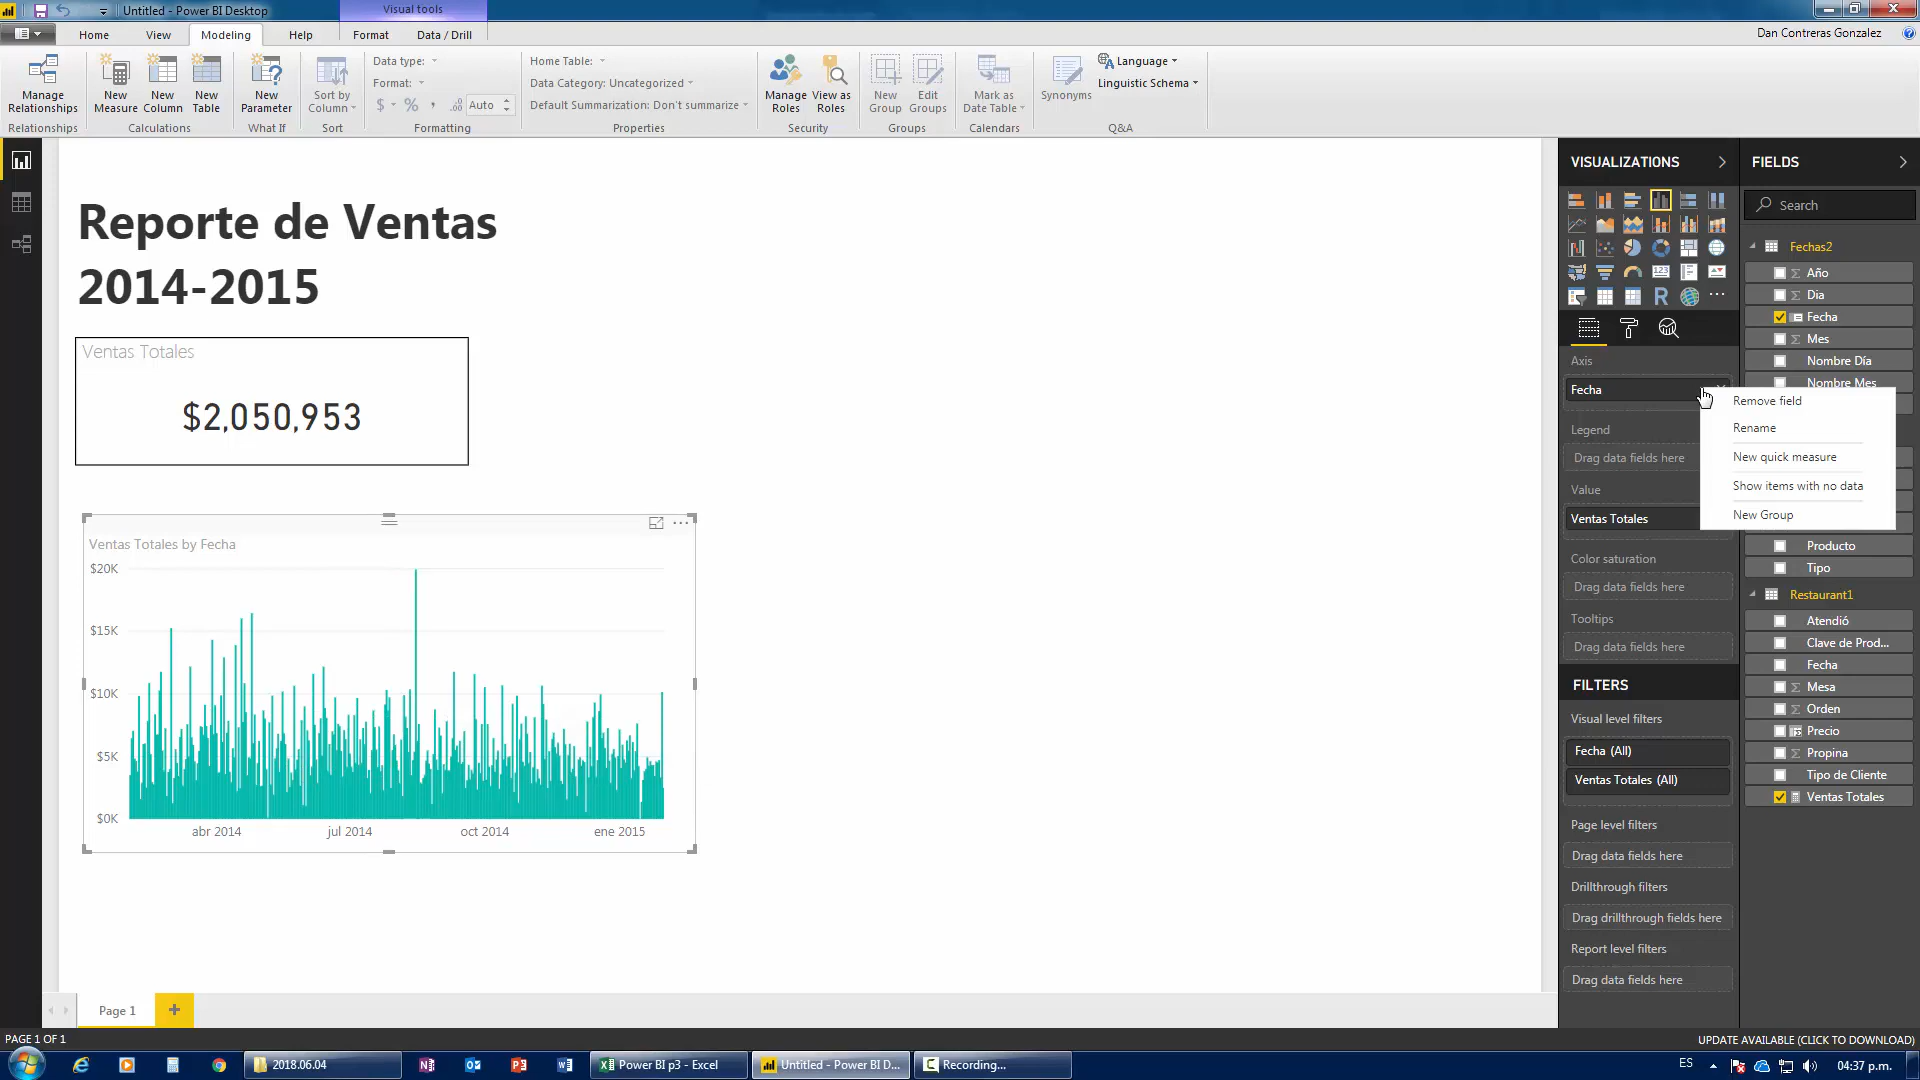 Untitled - Power BI Desktop
Visual tools
Home
View
Modeling
Help
Format
Data / Drill
Dan Contreras Gonzalez
Manage Relationships
New Measure
New Column
New Table
New Parameter
Sort by Column
Data type:
Format:
$ % , Auto
Home Table:
Data Category: Uncategorized
Default Summarization: Don't summarize
Manage Roles
View as Roles
New Group
Edit Groups
Mark as Date Table
Synonyms
Language
Linguistic Schema
Relationships
Calculations
What If
Sort
Formatting
Properties
Security
Groups
Calendars
Q&A
Reporte de Ventas
2014-2015
Ventas Totales
$2,050,953
Ventas Totales by Fecha
$20K
$15K
$10K
$5K
$0K
abr 2014
jul 2014
oct 2014
ene 2015
VISUALIZATIONS
Axis
Fecha
Legend
Drag data fields here
Value
Ventas Totales
Color saturation
Drag data fields here
Tooltips
Drag data fields here
FILTERS
Visual level filters
Fecha (All)
Ventas Totales (All)
Page level filters
Drag data fields here
Drillthrough filters
Drag drillthrough fields here
Report level filters
Drag data fields here
Remove field
Rename
New quick measure
Show items with no data
New Group
FIELDS
Search
Fechas2
Año
Dia
Fecha
Mes
Nombre Día
Nombre Mes
Producto
Tipo
Restaurant1
Atendió
Clave de Prod...
Fecha
Mesa
Orden
Precio
Propina
Tipo de Cliente
Ventas Totales
Page 1
PAGE 1 OF 1
UPDATE AVAILABLE (CLICK TO DOWNLOAD)
2018.06.04
Power BI p3 - Excel
Untitled - Power BI D...
Recording...
ES
04:37 p.m.